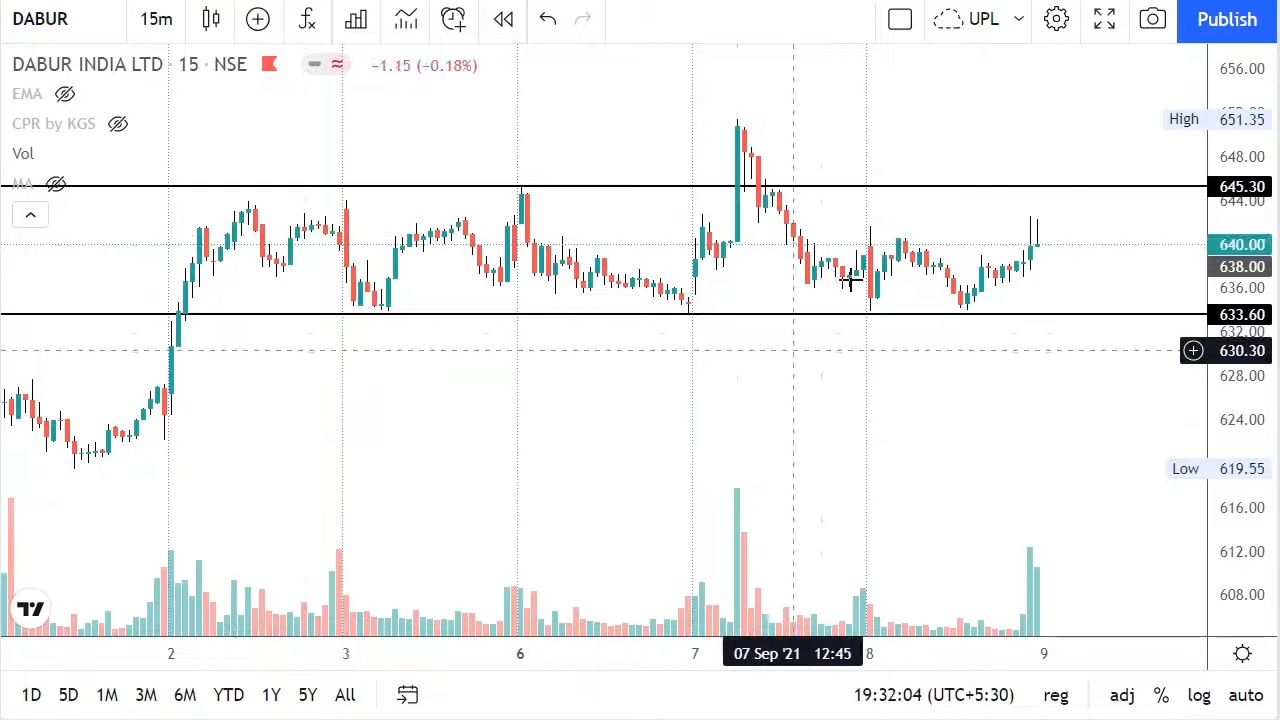 DABUR 15m UPL Publish
DABUR INDIA LTD · 15 · NSE −1.15 (−0.18%)
EMA
CPR by KGS
Vol
MA
656.00
High 651.35
648.00
645.30
644.00
640.00
638.00
636.00
633.60
632.00
630.30
628.00
624.00
Low 619.55
616.00
612.00
608.00
2 3 6 7 07 Sep '21 12:45 8 9
1D 5D 1M 3M 6M YTD 1Y 5Y All 19:32:04 (UTC+5:30) reg adj % log auto